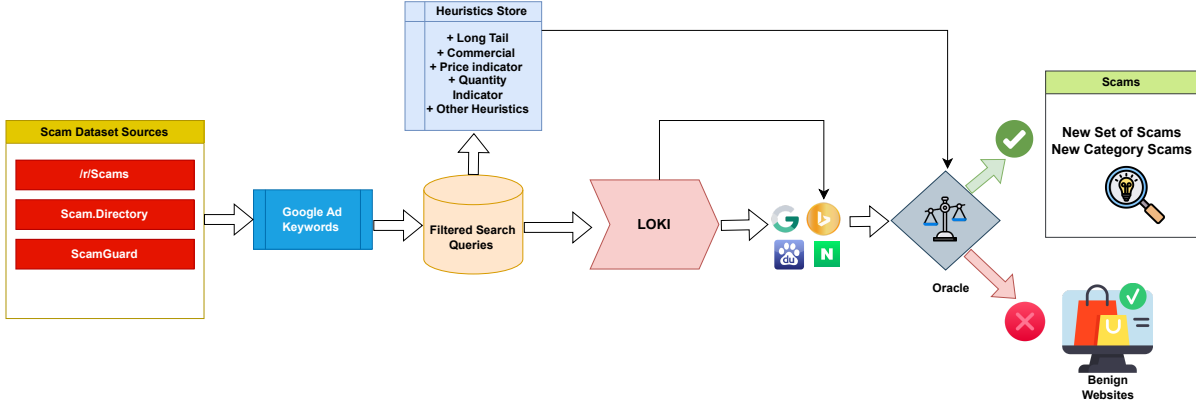 Heuristics Store
+ Long Tail
+ Commercial
+ Price indicator
+ Quantity
Indicator
+ Other Heuristics
Scam Dataset Sources
/r/Scams
Scam.Directory
ScamGuard
Google Ad
Keywords
Filtered Search
Queries
LOKI
G
b
du
N
Oracle
Scams
New Set of Scams
New Category Scams
U
Benign
Websites